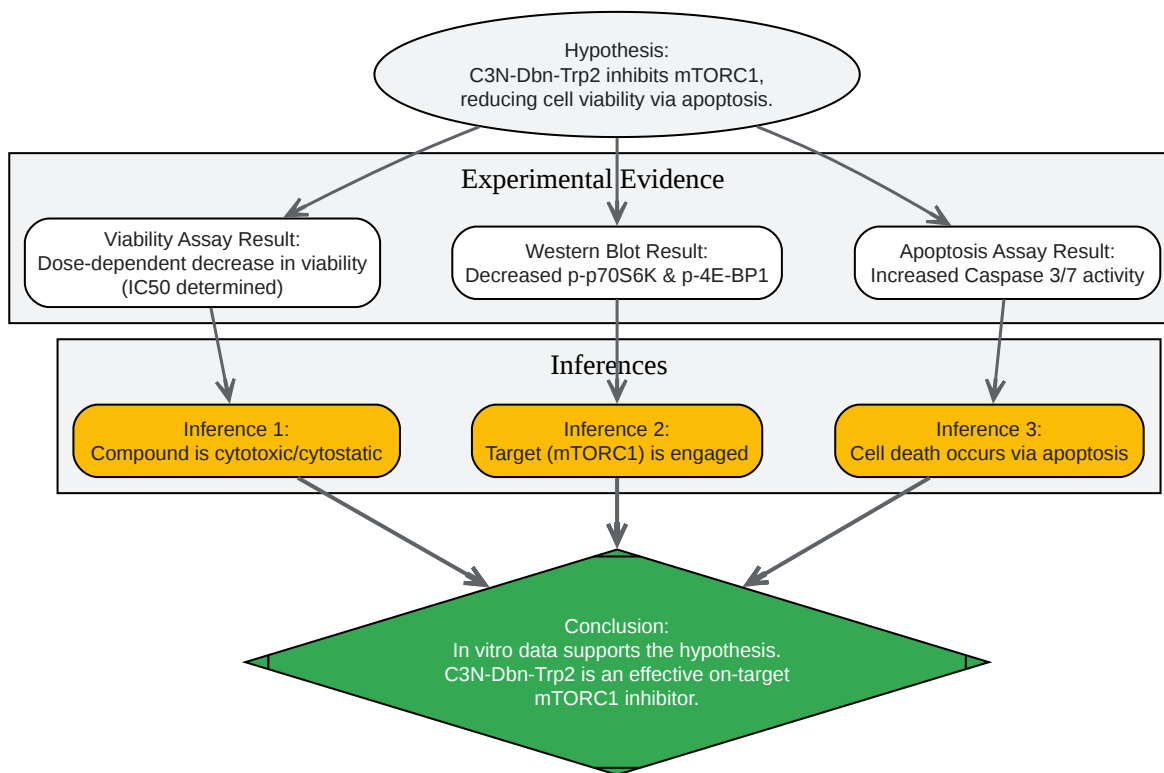 Hypothesis:
C3N-Dbn-Trp2 inhibits mTORC1,
reducing cell viability via apoptosis.
Experimental Evidence
Viability Assay Result:
Dose-dependent decrease in viability
(IC50 determined)
Western Blot Result:
Decreased p-p70S6K & p-4E-BP1
Apoptosis Assay Result:
Increased Caspase 3/7 activity
Inferences
Inference 1:
Compound is cytotoxic/cytostatic
Inference 2:
Target (mTORC1) is engaged
Inference 3:
Cell death occurs via apoptosis
Conclusion:
In vitro data supports the hypothesis.
C3N-Dbn-Trp2 is an effective on-target
mTORC1 inhibitor.